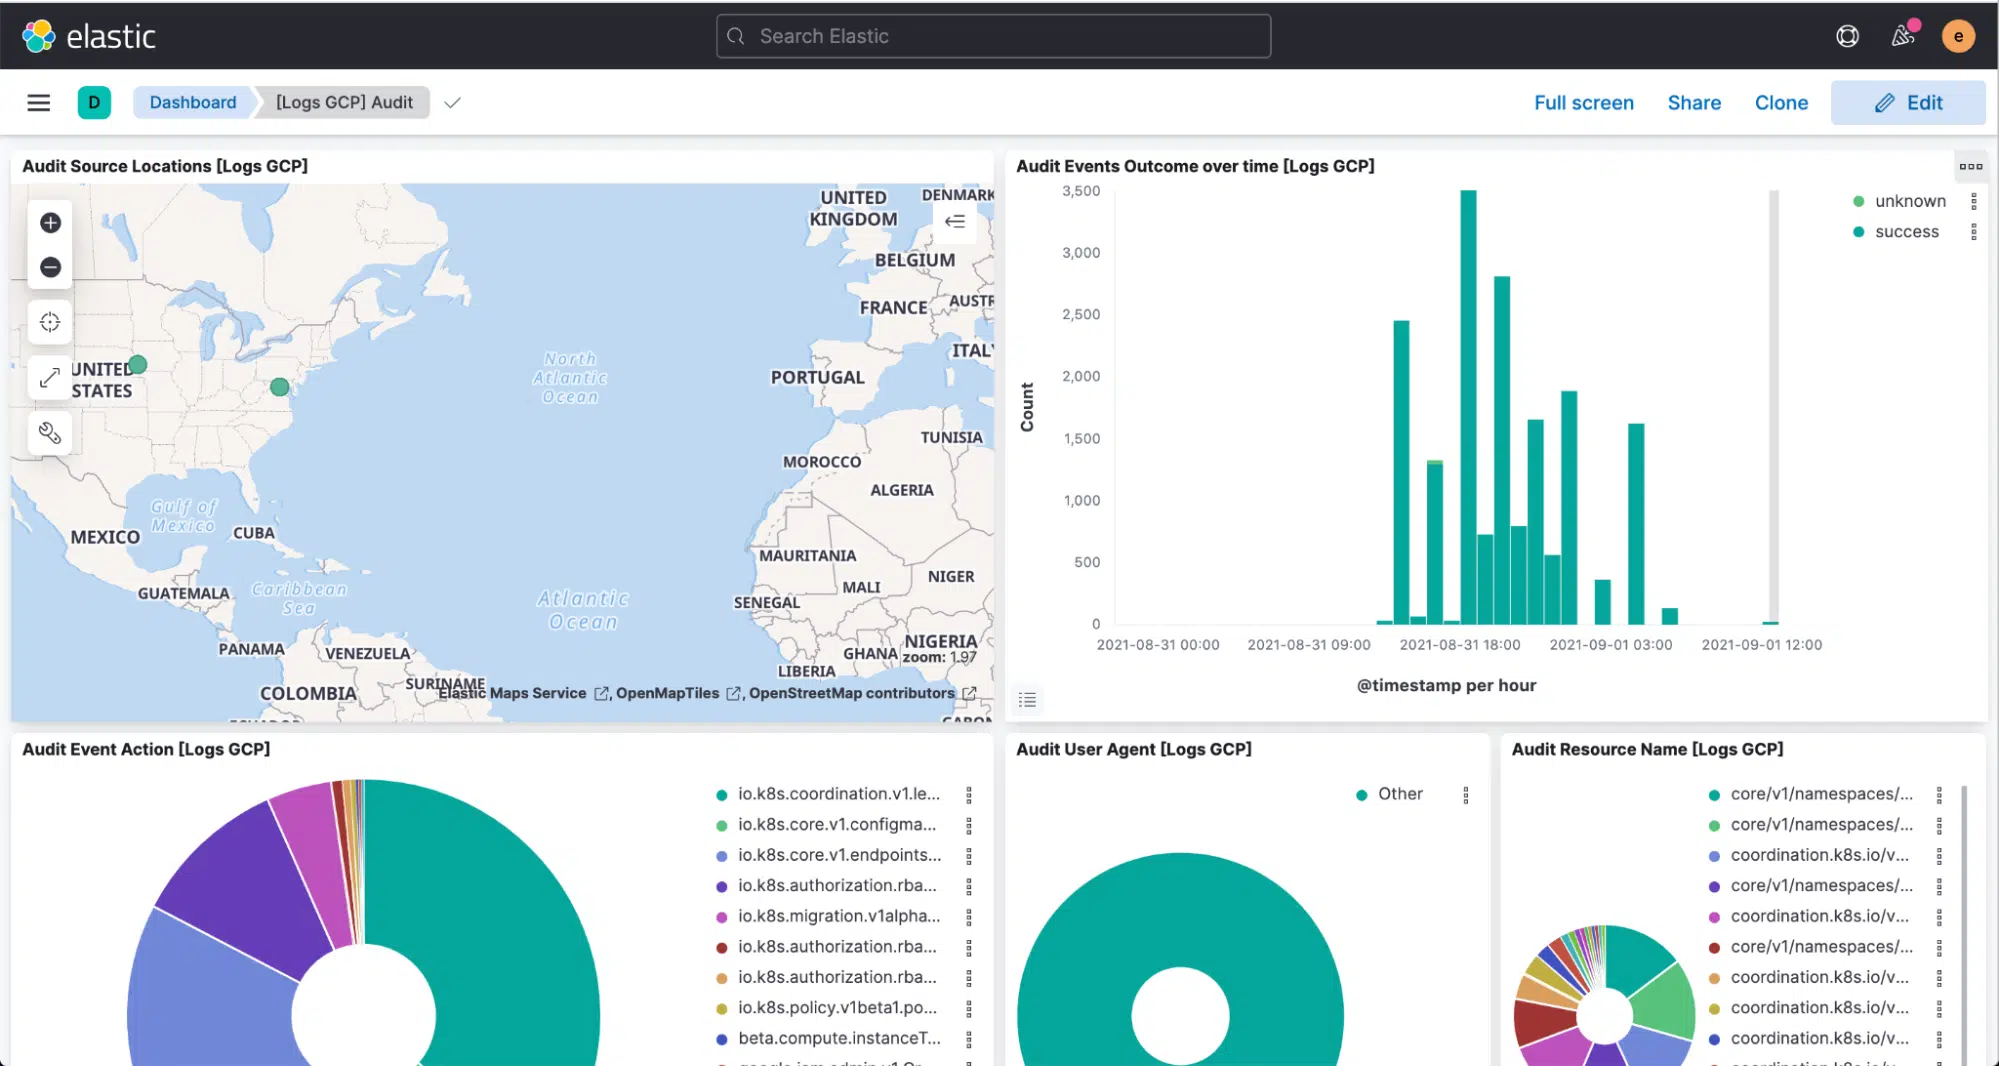 elastic
Search Elastic
e
D
Dashboard
[Logs GCP] Audit
Full screen
Share
Clone
Edit
Audit Source Locations [Logs GCP]
UNITED
KINGDOM
DENMARK
BELGIUM
FRANCE
AUSTR
ITALY
UNITED
STATES
North
Atlantic
Ocean
PORTUGAL
TUNISIA
MOROCCO
ALGERIA
Gulf of
Mexico
MEXICO
CUBA
MAURITANIA
MALI
NIGER
GUATEMALA
Caribbean
Sea
Atlantic
Ocean
SENEGAL
PANAMA
VENEZUELA
GHANA
NIGERIA
zoom: 1.97
LIBERIA
COLOMBIA
SURINAME
Elastic Maps Service , OpenMapTiles , OpenStreetMap contributors
Audit Events Outcome over time [Logs GCP]
3,500
3,000
2,500
2,000
1,500
1,000
500
0
Count
2021-08-31 00:00
2021-08-31 09:00
2021-08-31 18:00
2021-09-01 03:00
2021-09-01 12:00
@timestamp per hour
unknown
success
Audit Event Action [Logs GCP]
io.k8s.coordination.v1.le...
io.k8s.core.v1.configma...
io.k8s.core.v1.endpoints...
io.k8s.authorization.rba...
io.k8s.migration.v1alpha...
io.k8s.authorization.rba...
io.k8s.authorization.rba...
io.k8s.policy.v1beta1.po...
beta.compute.instanceT...
Audit User Agent [Logs GCP]
Other
Audit Resource Name [Logs GCP]
core/v1/namespaces/...
core/v1/namespaces/...
coordination.k8s.io/v...
core/v1/namespaces/...
coordination.k8s.io/v...
core/v1/namespaces/...
coordination.k8s.io/v...
coordination.k8s.io/v...
coordination.k8s.io/v...